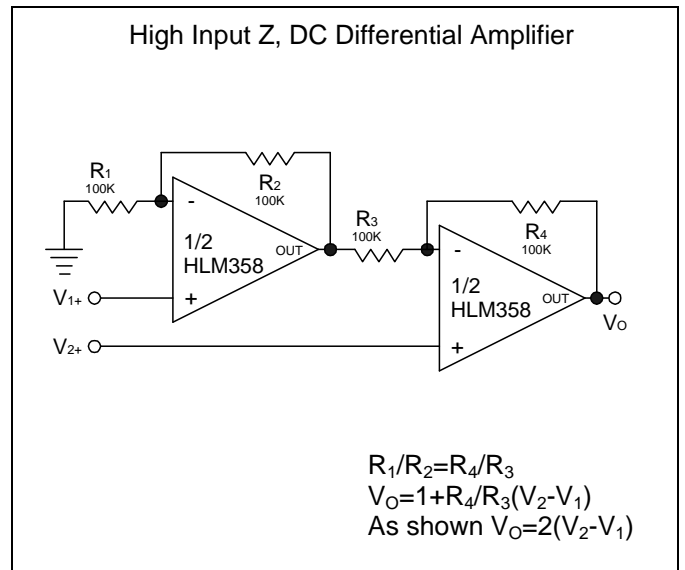 High Input Z, DC Differential Amplifier
R1
100K
R2
100K
-
1/2
HLM358
OUT
+
V1+
V2+
R3
100K
R4
100K
-
1/2
HLM358
OUT
+
VO
R1/R2=R4/R3
VO=1+R4/R3(V2-V1)
As shown VO=2(V2-V1)